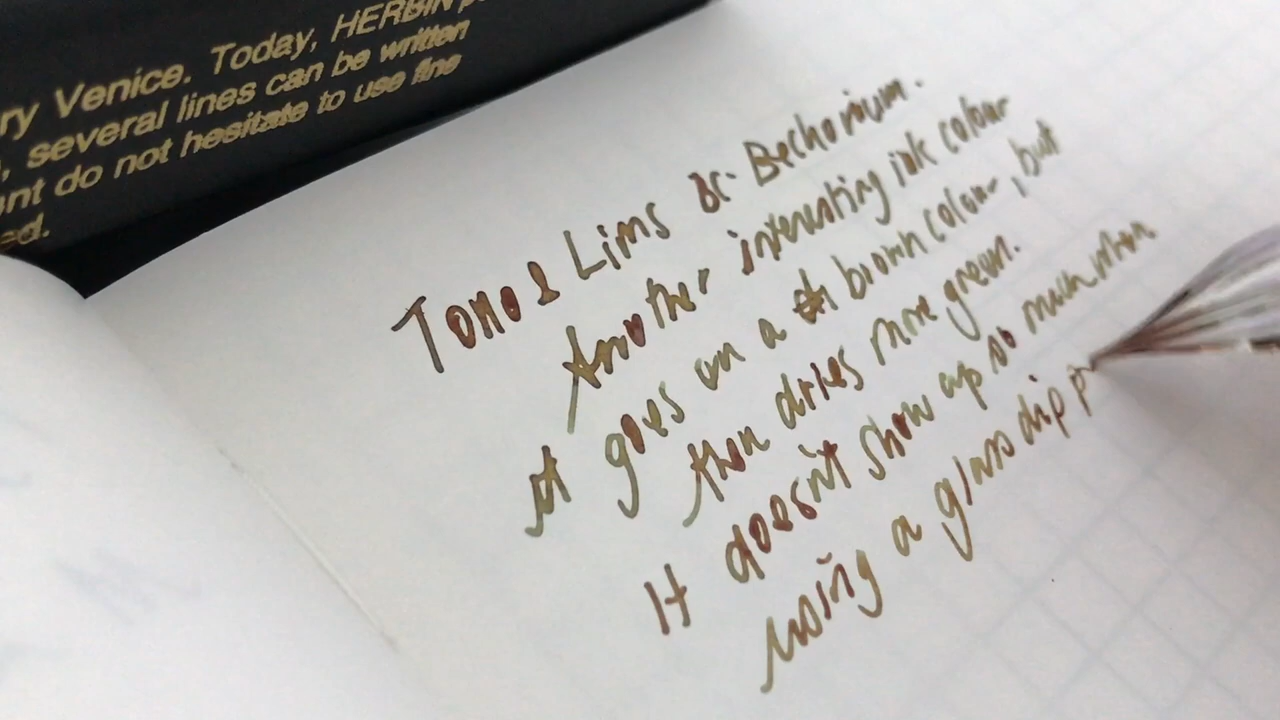 ry Venice. Today, HERBIN p
, several lines can be written
nt do not hesitate to use fine
ed.
Tomoe Lims Bc. Bechorium.
Another interesting ink colour
it goes on a brown colour, but
then dries more green.
It doesn't show up so much when
using a glass dip p